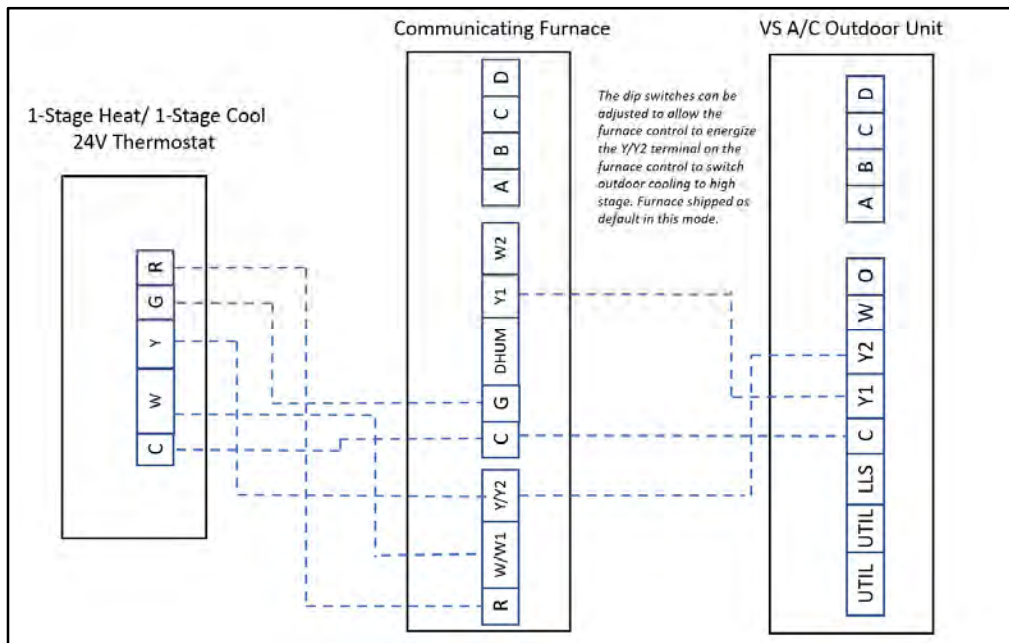 Communicating Furnace
VS A/C Outdoor Unit
1-Stage Heat/ 1-Stage Cool
24V Thermostat
The dip switches can be
adjusted to allow the
furnace control to energize
the Y/Y2 terminal on the
furnace control to switch
outdoor cooling to high
stage. Furnace shipped as
default in this mode.
R
G
Y
W
C
D
C
B
A
W2
Y1
DHUM
G
C
Y/Y2
W/W1
R
D
C
B
A
O
W
Y2
Y1
C
LLS
UTIL
UTIL